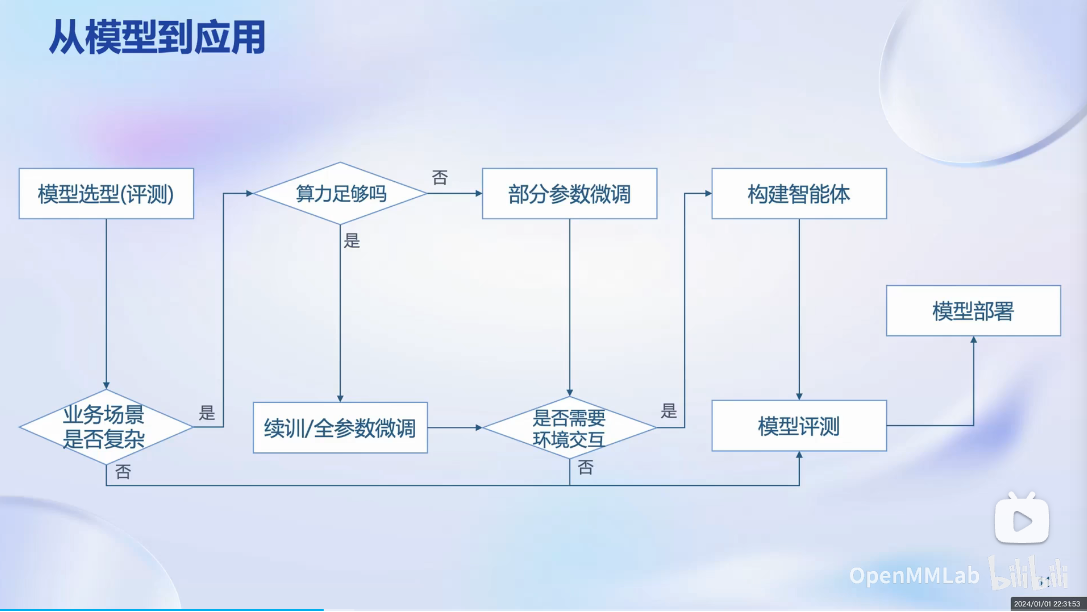 从模型到应用
模型选型(评测)
算力足够吗
否
部分参数微调
构建智能体
是
模型部署
业务场景
是否复杂
是
否
续训/全参数微调
是否需要
环境交互
是
否
模型评测
OpenMMLab
bilibili
2024/01/01 22:31:53